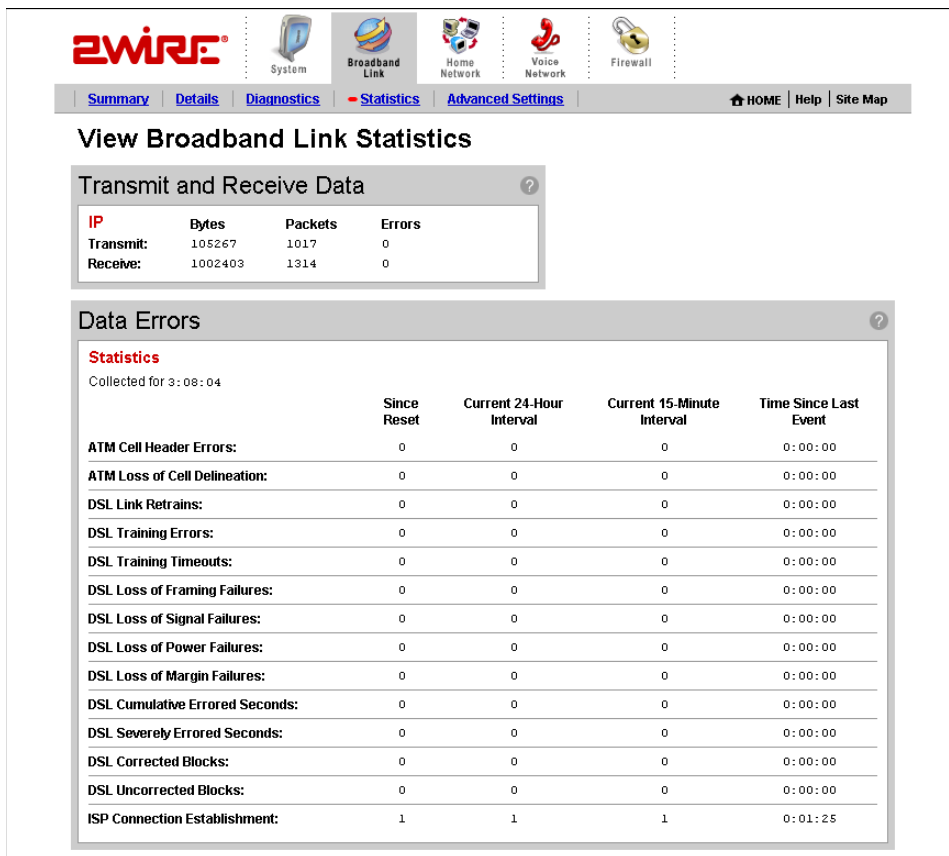 2WIRE®
System
Broadband Link
Home Network
Voice Network
Firewall
Summary Details Diagnostics Statistics Advanced Settings HOME Help Site Map
View Broadband Link Statistics
Transmit and Receive Data ?
IP Bytes Packets Errors
Transmit: 105267 1017 0
Receive: 1002403 1314 0
Data Errors ?
Statistics
Collected for 3:08:04
Since Reset Current 24-Hour Interval Current 15-Minute Interval Time Since Last Event
ATM Cell Header Errors: 0 0 0 0:00:00
ATM Loss of Cell Delineation: 0 0 0 0:00:00
DSL Link Retrains: 0 0 0 0:00:00
DSL Training Errors: 0 0 0 0:00:00
DSL Training Timeouts: 0 0 0 0:00:00
DSL Loss of Framing Failures: 0 0 0 0:00:00
DSL Loss of Signal Failures: 0 0 0 0:00:00
DSL Loss of Power Failures: 0 0 0 0:00:00
DSL Loss of Margin Failures: 0 0 0 0:00:00
DSL Cumulative Errored Seconds: 0 0 0 0:00:00
DSL Severely Errored Seconds: 0 0 0 0:00:00
DSL Corrected Blocks: 0 0 0 0:00:00
DSL Uncorrected Blocks: 0 0 0 0:00:00
ISP Connection Establishment: 1 1 1 0:01:25